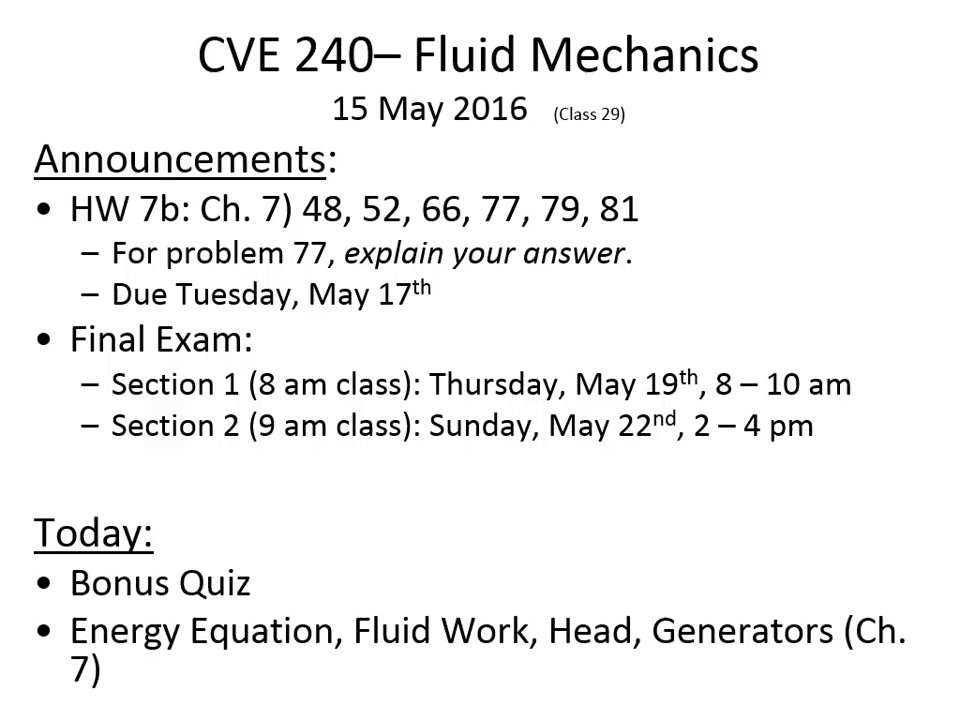 CVE 240– Fluid Mechanics
15 May 2016 (Class 29)
Announcements:
• HW 7b: Ch. 7) 48, 52, 66, 77, 79, 81
– For problem 77, explain your answer.
– Due Tuesday, May 17th
• Final Exam:
– Section 1 (8 am class): Thursday, May 19th, 8 – 10 am
– Section 2 (9 am class): Sunday, May 22nd, 2 – 4 pm
Today:
• Bonus Quiz
• Energy Equation, Fluid Work, Head, Generators (Ch.
7)